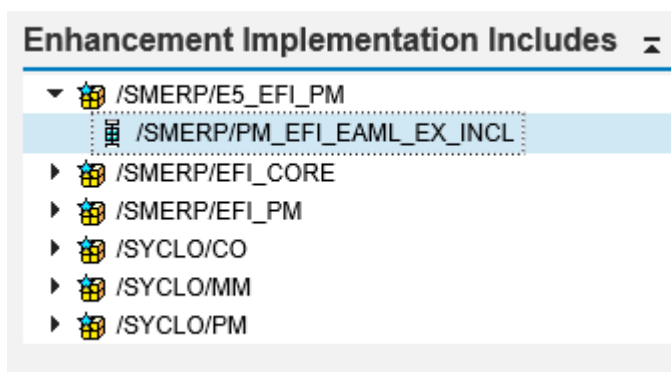 Enhancement Implementation Includes
/SMERP/E5_EFI_PM
/SMERP/PM_EFI_EAML_EX_INCL
/SMERP/EFI_CORE
/SMERP/EFI_PM
/SYCLO/CO
/SYCLO/MM
/SYCLO/PM